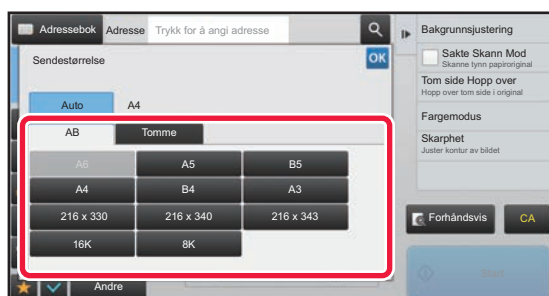 Adressebok Adresse Trykk for å angi adresse
Sendestørrelse
OK
Auto A4
AB Tomme
A6 A5 B5
A4 B4 A3
216 x 330 216 x 340 216 x 343
16K 8K
Andre
Bakgrunnsjustering
Sakte Skann Mod
Skanne tynn papiroriginal
Tom side Hopp over
Hopp over tom side i original
Fargemodus
Skarphet
Juster kontur av bildet
Forhåndsvis CA
Start